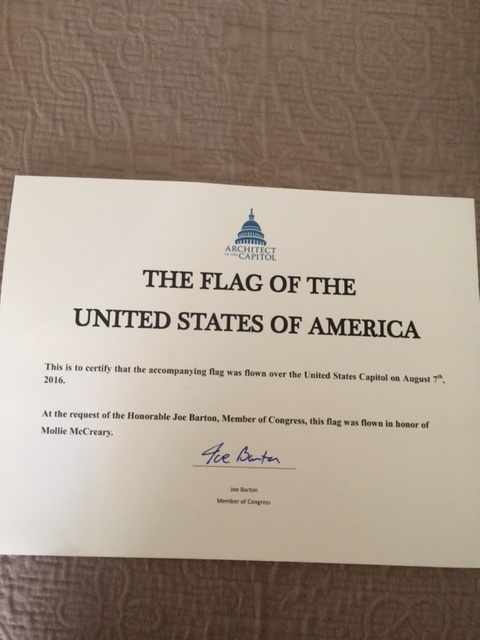 ARCHITECT
OF THE CAPITOL
THE FLAG OF THE
UNITED STATES OF AMERICA
This is to certify that the accompanying flag was flown over the United States Capitol on August 7th,
2016.
At the request of the Honorable Joe Barton, Member of Congress, this flag was flown in honor of
Mollie McCreary.
Joe Barton
Joe Barton
Member of Congress